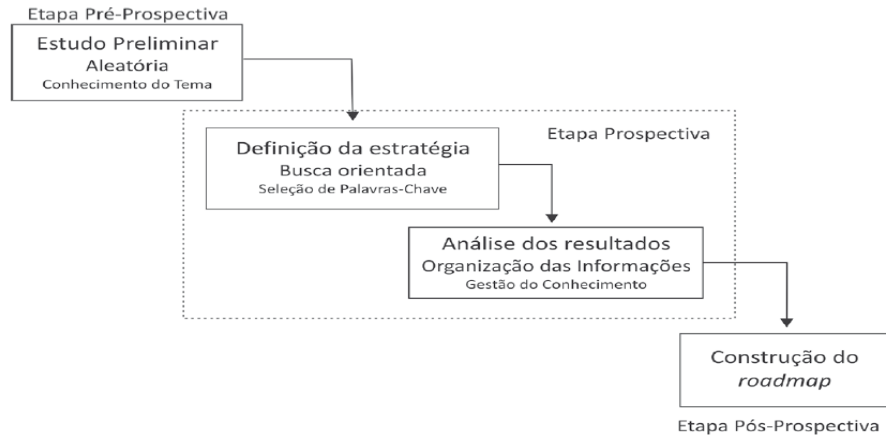 Etapa Pré-Prospectiva
Estudo Preliminar
Aleatória
Conhecimento do Tema
Etapa Prospectiva
Definição da estratégia
Busca orientada
Seleção de Palavras-Chave
Análise dos resultados
Organização das Informações
Gestão do Conhecimento
Construção do
roadmap
Etapa Pós-Prospectiva